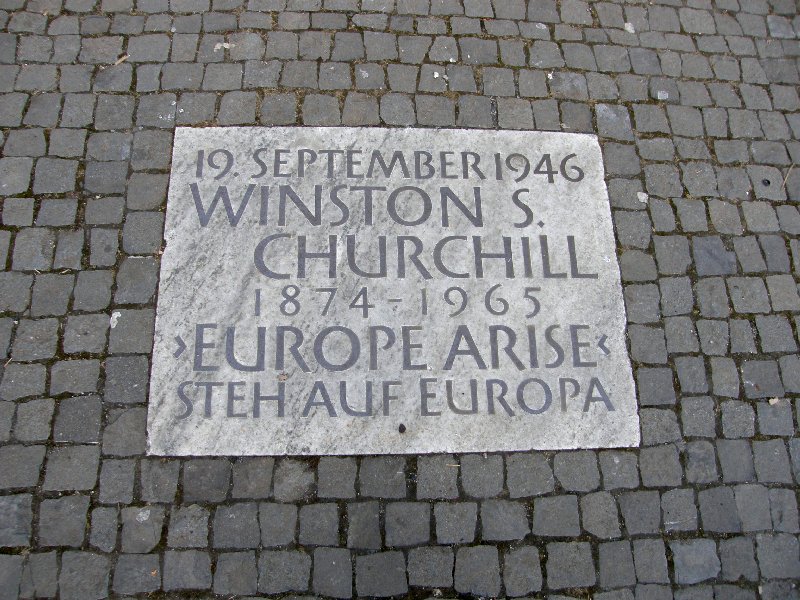 19. SEPTEMBER 1946
WINSTON S.
CHURCHILL
1874-1965
›EUROPE ARISE‹
STEH AUF EUROPA